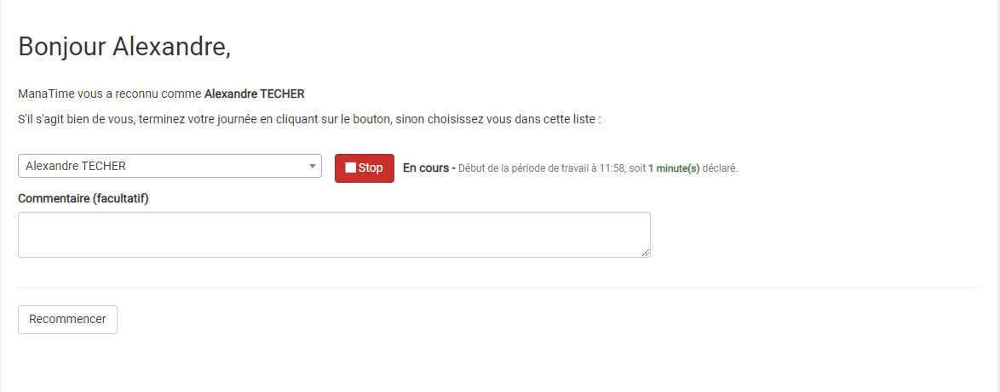 Bonjour Alexandre,
ManaTime vous a reconnu comme Alexandre TECHER
S'il s'agit bien de vous, terminez votre journée en cliquant sur le bouton, sinon choisissez vous dans cette liste :
Alexandre TECHER Stop En cours - Début de la période de travail à 11:58, soit 1 minute(s) déclaré.
Commentaire (facultatif)
Recommencer